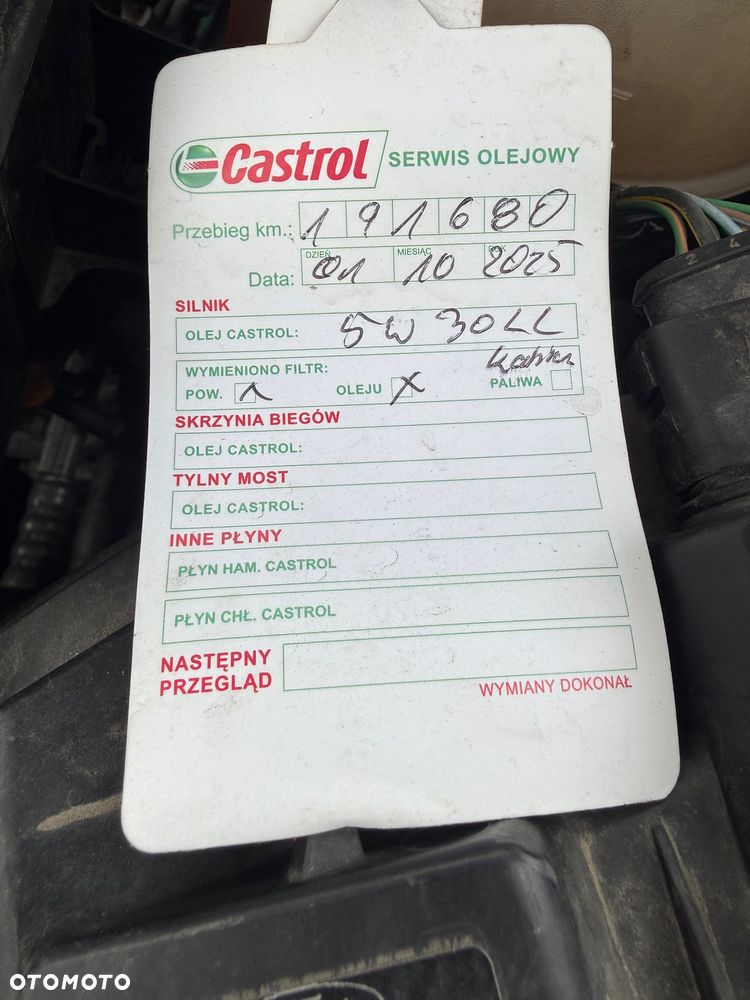 Castrol SERWIS OLEJOWY
Przebieg km.: 191680
DZIEŃ MIESIĄC ROK
Data: 01 10 2025
SILNIK
OLEJ CASTROL: 5W 30LL
WYMIENIONO FILTR:
POW. OLEJU X PALIWA
SKRZYNIA BIEGÓW
OLEJ CASTROL:
TYLNY MOST
OLEJ CASTROL:
INNE PŁYNY
PŁYN HAM. CASTROL
PŁYN CHŁ. CASTROL
NASTĘPNY
PRZEGLĄD
WYMIANY DOKONAŁ
2 4
OTOMOTO